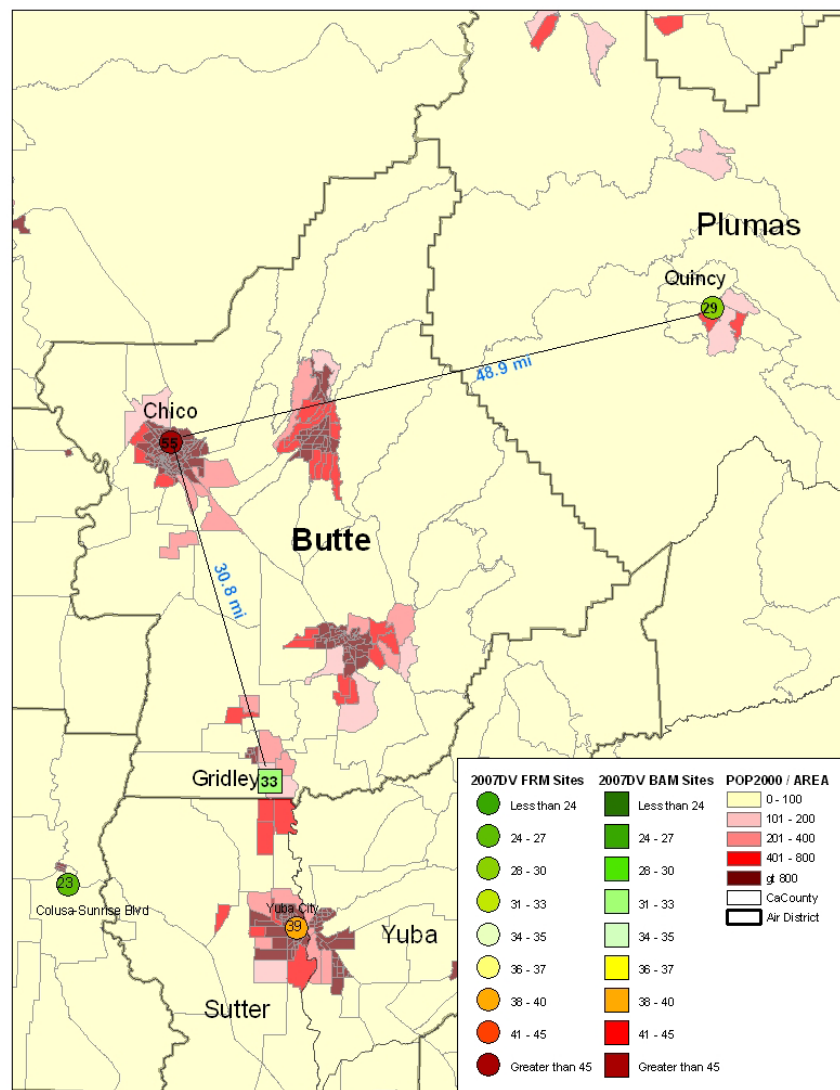 Plumas
Quincy
29
48.9 mi
Chico
55
Butte
30.8 mi
Gridley
33
23
Colusa-Sunrise Blvd
Yuba City
39
Yuba
Sutter
2007DV FRM Sites
Less than 24
24 - 27
28 - 30
31 - 33
34 - 35
36 - 37
38 - 40
41 - 45
Greater than 45
2007DV BAM Sites
Less than 24
24 - 27
28 - 30
31 - 33
34 - 35
36 - 37
38 - 40
41 - 45
Greater than 45
POP2000 / AREA
0 - 100
101 - 200
201 - 400
401 - 800
gt 800
CaCounty
Air District